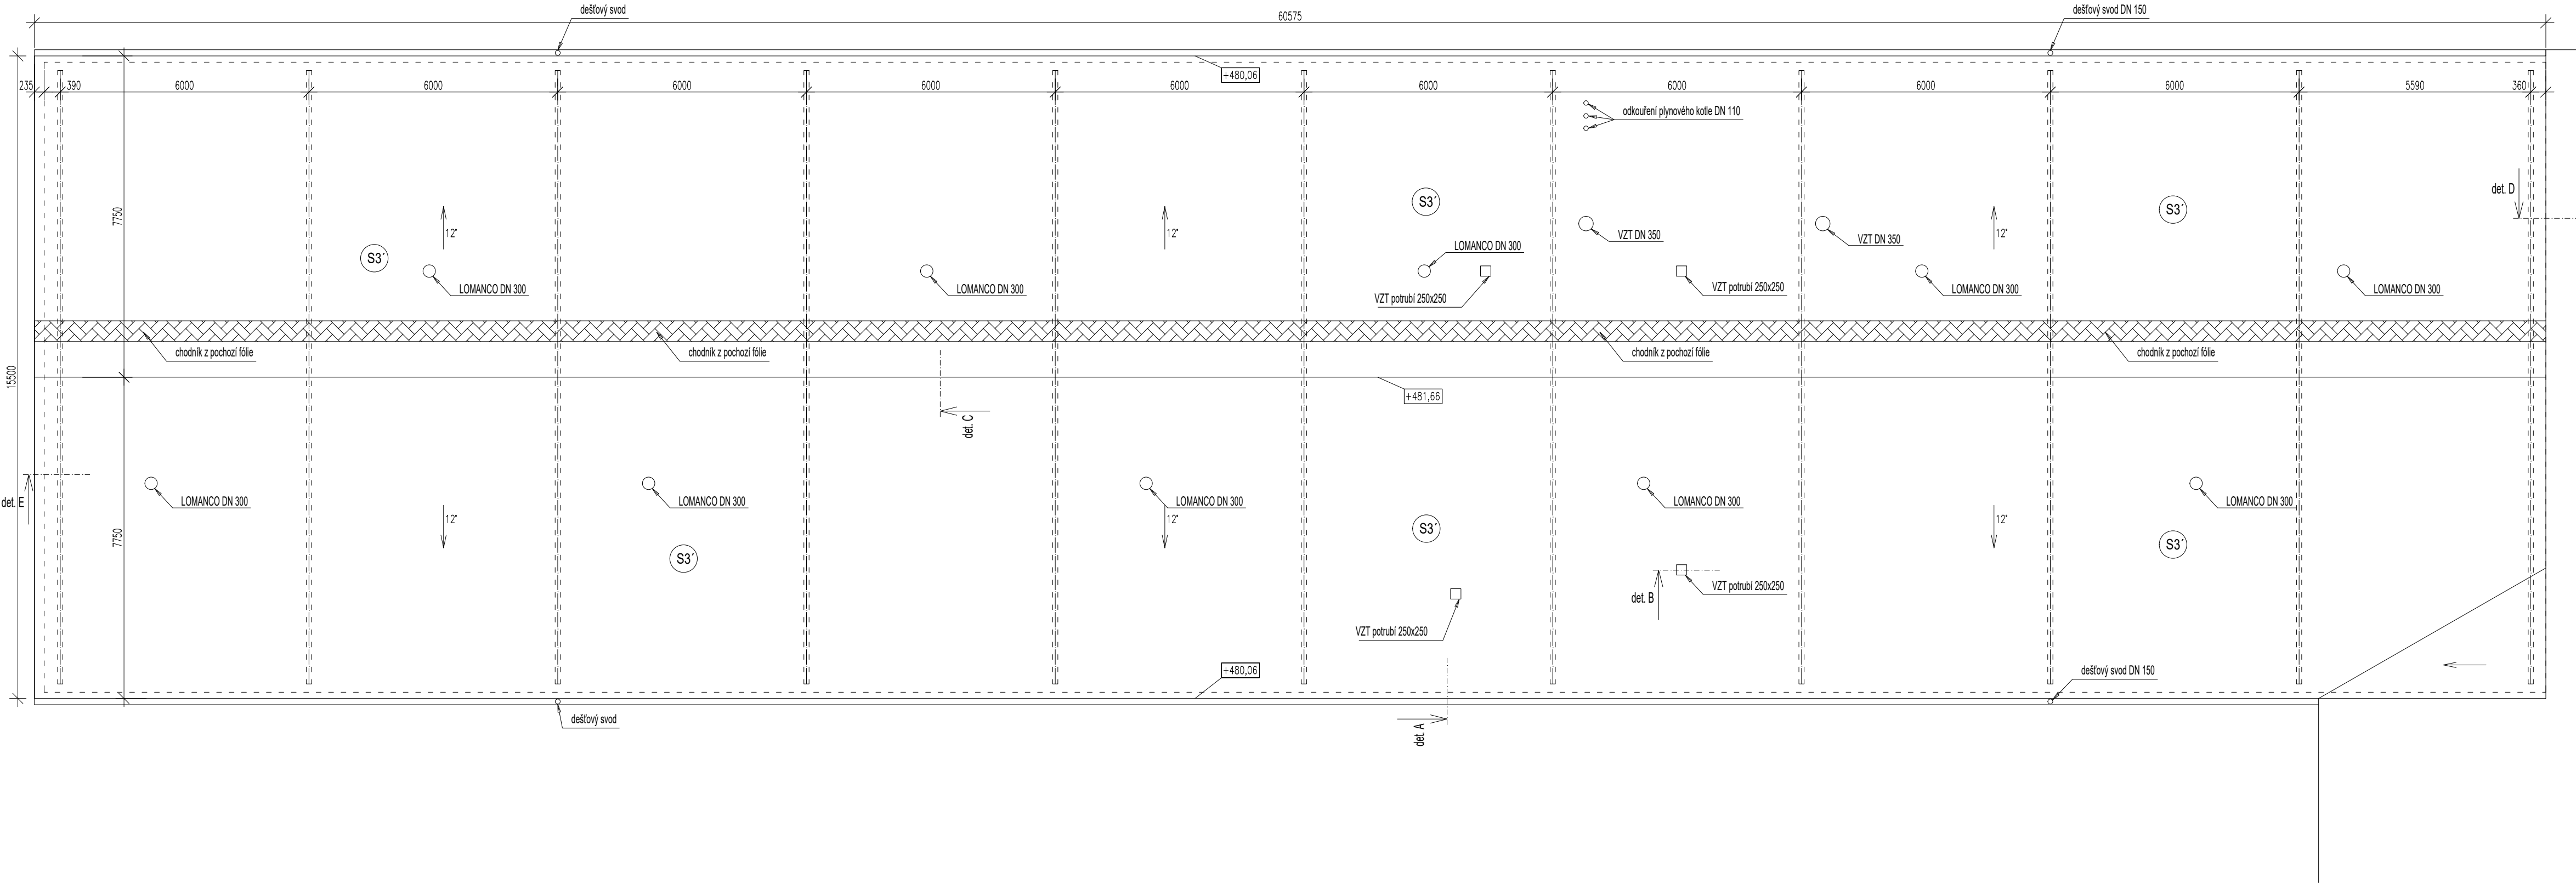 dešťový svod
dešťový svod DN 150
60575
+480,06
235
390
6000
6000
6000
6000
6000
6000
6000
6000
6000
5590
360
odkouření plynového kotle DN 110
det. D
S3´
S3´
7750
12°
12°
12°
VZT DN 350
VZT DN 350
S3´
LOMANCO DN 300
LOMANCO DN 300
LOMANCO DN 300
VZT potrubí 250x250
VZT potrubí 250x250
LOMANCO DN 300
LOMANCO DN 300
chodník z pochozí fólie
chodník z pochozí fólie
chodník z pochozí fólie
chodník z pochozí fólie
15500
+481,66
det. C
det. E
LOMANCO DN 300
LOMANCO DN 300
LOMANCO DN 300
LOMANCO DN 300
LOMANCO DN 300
7750
12°
12°
12°
S3´
S3´
S3´
VZT potrubí 250x250
det. B
VZT potrubí 250x250
+480,06
dešťový svod DN 150
dešťový svod
det. A